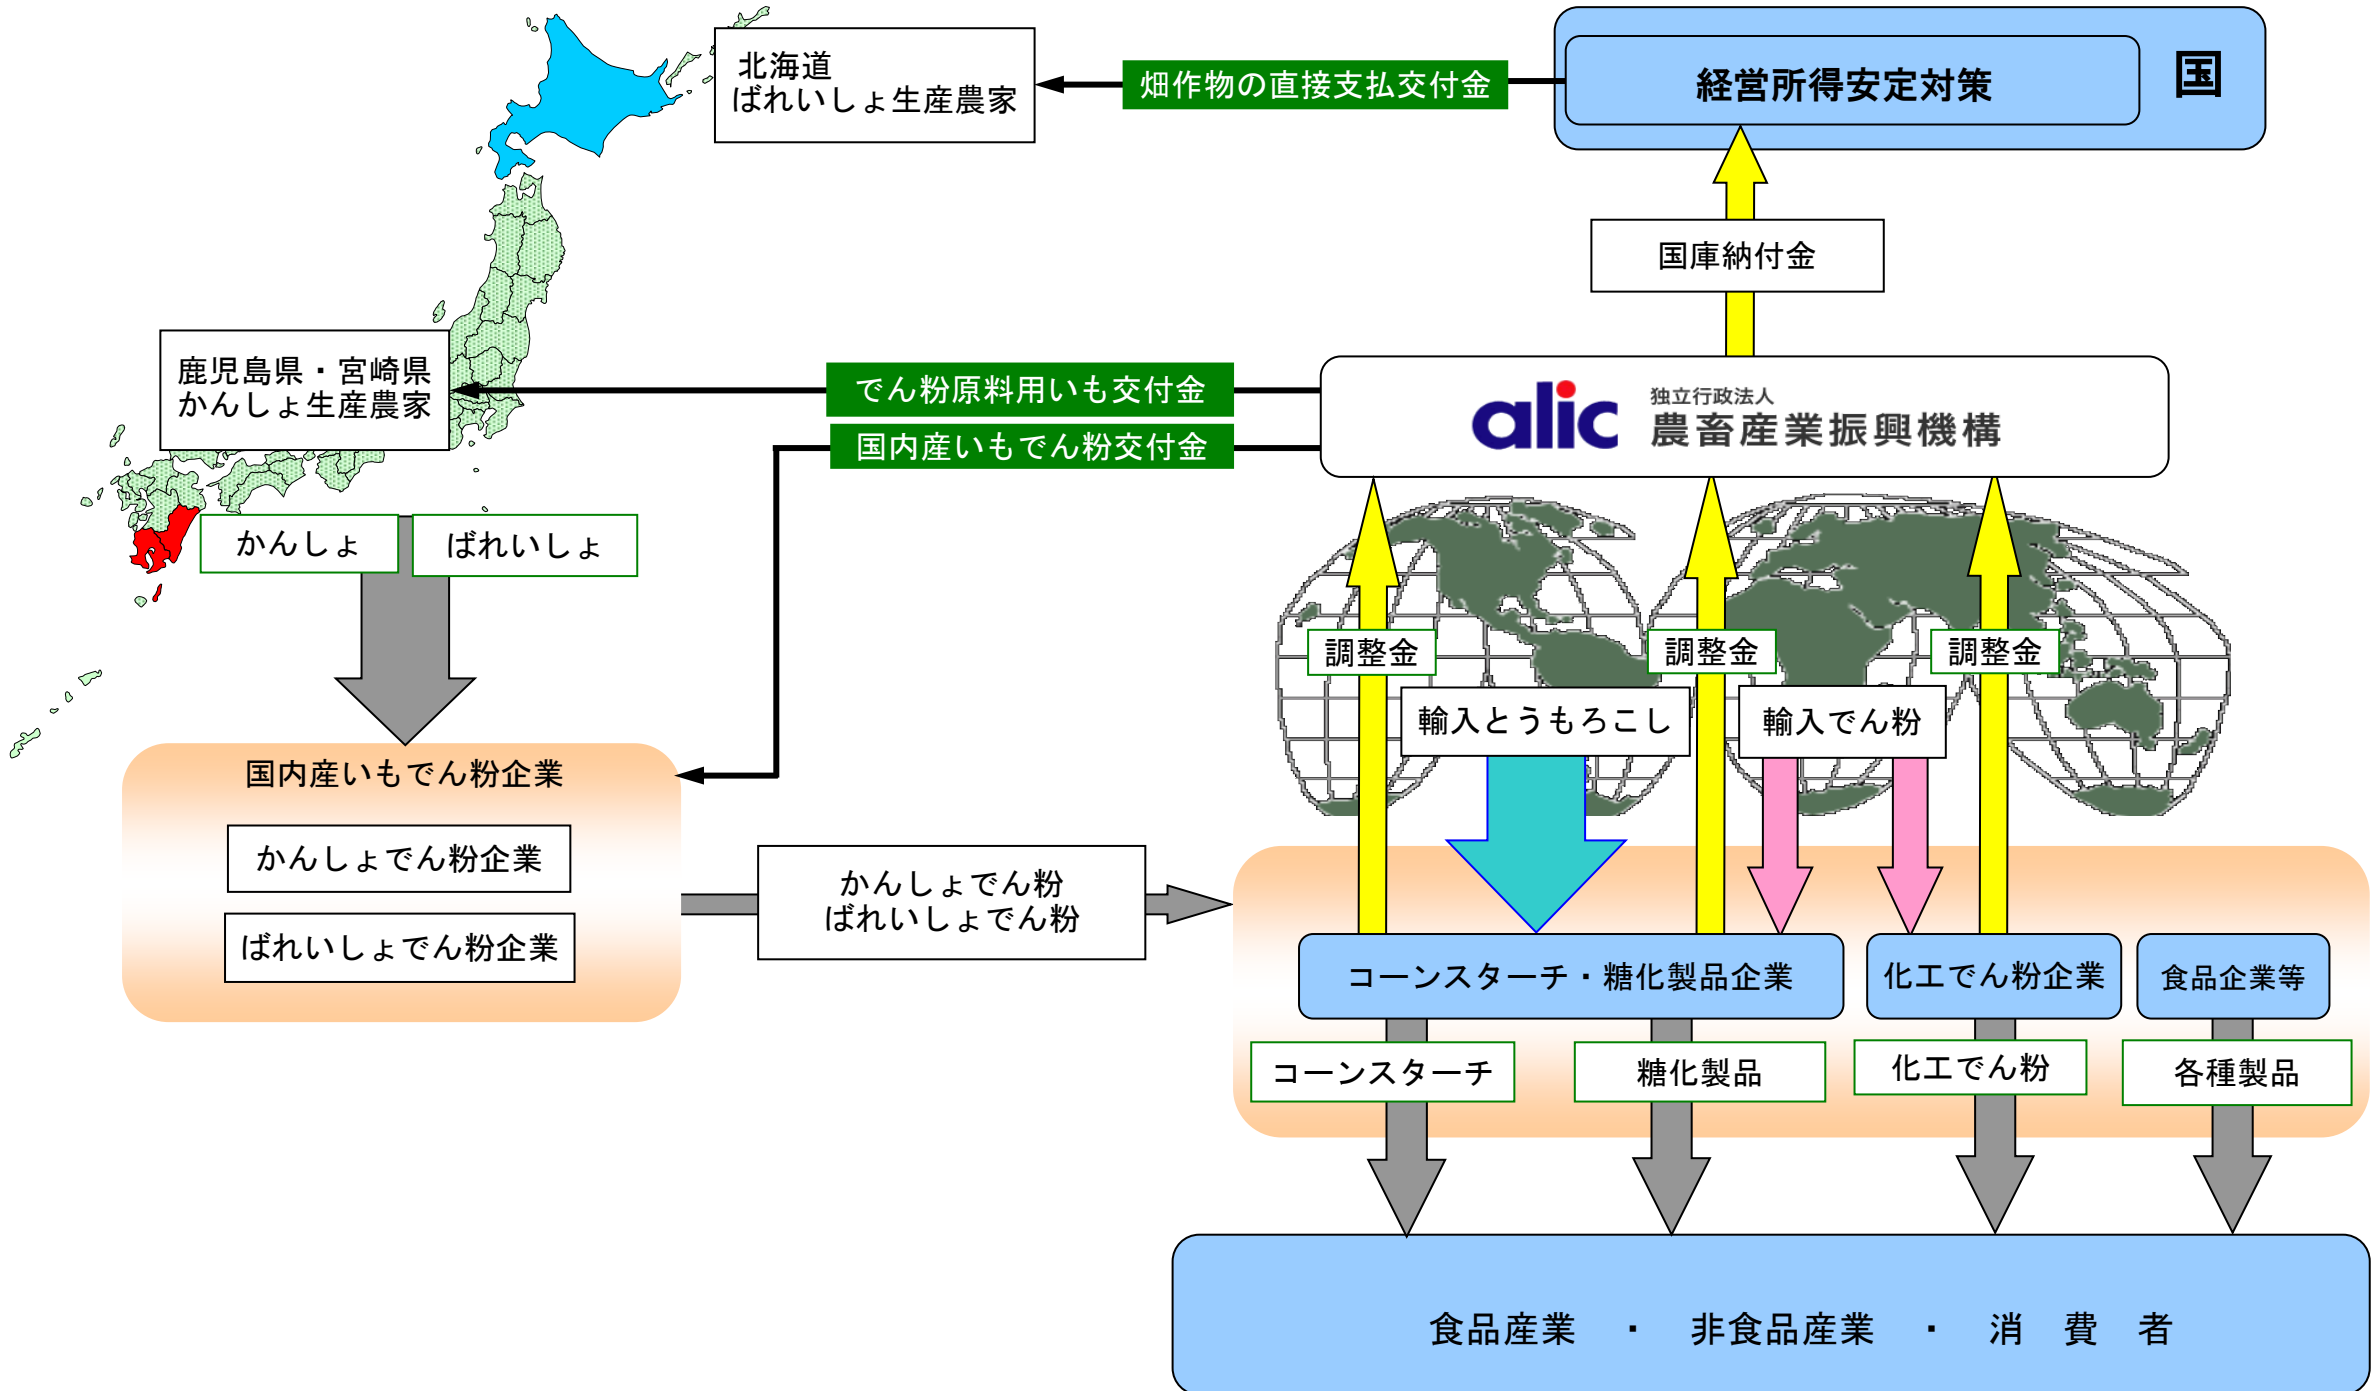 北海道
ばれいしょ生産農家
畑作物の直接支払交付金
経営所得安定対策
国
国庫納付金
鹿児島県・宮崎県
かんしょ生産農家
でん粉原料用いも交付金
国内産いもでん粉交付金
alic
独立行政法人
農畜産業振興機構
かんしょ
ばれいしょ
調整金
調整金
調整金
輸入とうもろこし
輸入でん粉
国内産いもでん粉企業
かんしょでん粉企業
ばれいしょでん粉企業
かんしょでん粉
ばれいしょでん粉
コーンスターチ・糖化製品企業
化工でん粉企業
食品企業等
コーンスターチ
糖化製品
化工でん粉
各種製品
食品産業 ・ 非食品産業 ・ 消 費 者